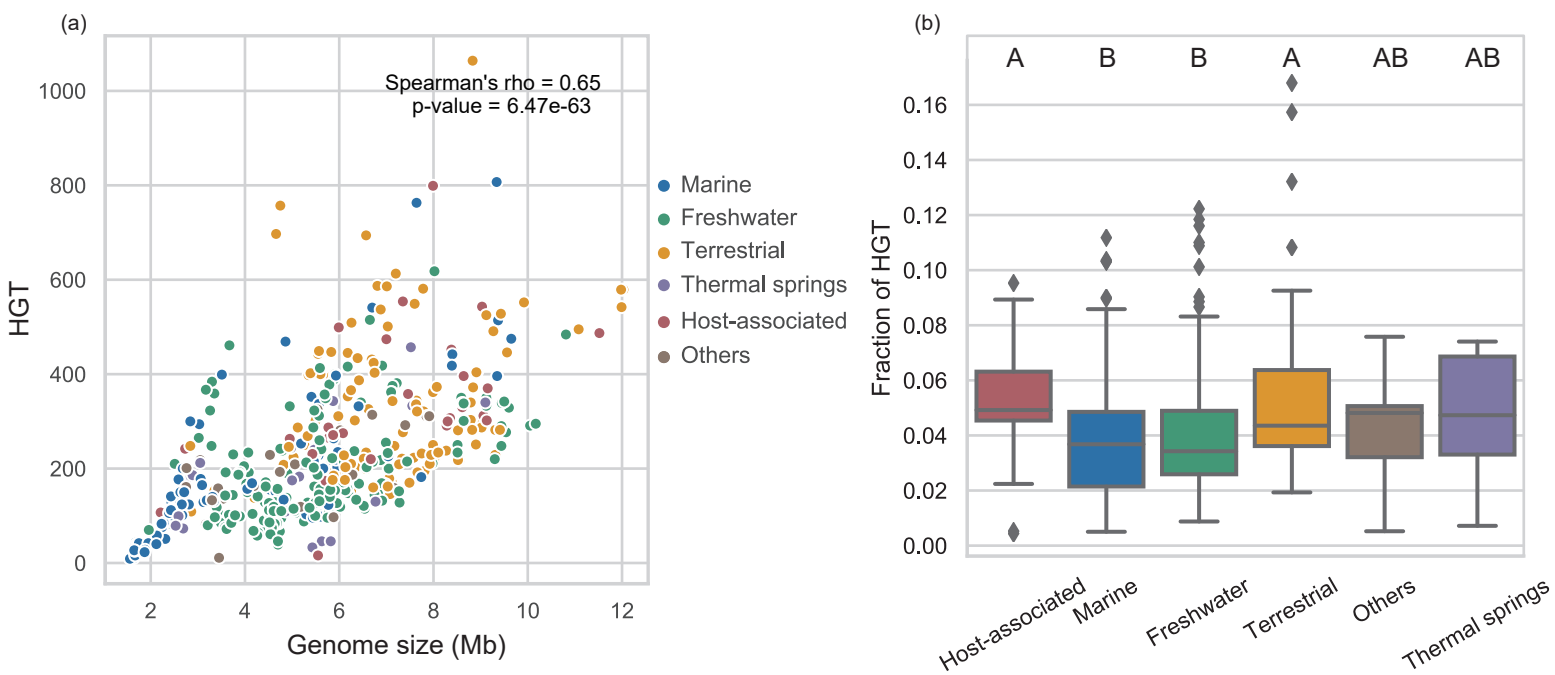 (a)
Spearman's rho = 0.65
p-value = 6.47e-63
1000
800
600
400
200
0
HGT
2 4 6 8 10 12
Genome size (Mb)
Marine
Freshwater
Terrestrial
Thermal springs
Host-associated
Others
(b)
A B B A AB AB
0.16
0.14
0.12
0.10
0.08
0.06
0.04
0.02
0.00
Fraction of HGT
Host-associated
Marine
Freshwater
Terrestrial
Others
Thermal springs